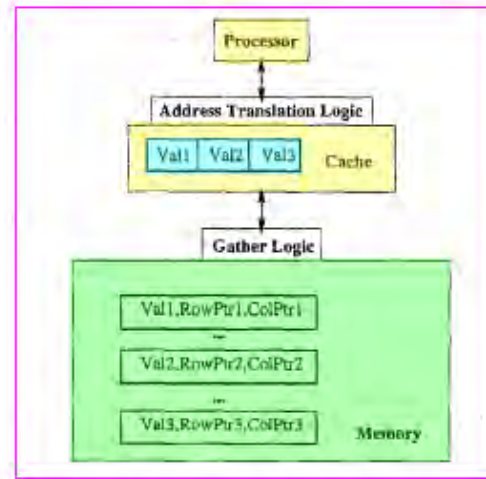 Processor
Address Translation Logic
Val1 Val2 Val3 Cache
Gather Logic
Val1,RowPtr1,ColPtr1
...
Val2,RowPtr2,ColPtr2
...
Val3,RowPtr3,ColPtr3
Memory